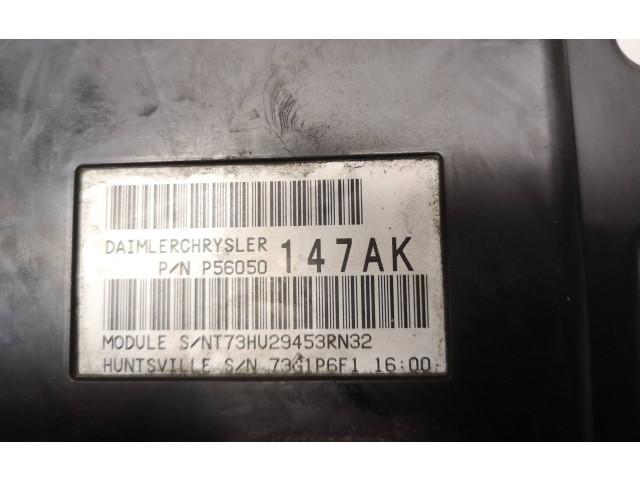 DAIMLERCHRYSLER
P/N P56050 147AK
MODULE S/NT73HU29453RN32
HUNTSVILLE S/N 73G1P6F1 16:00